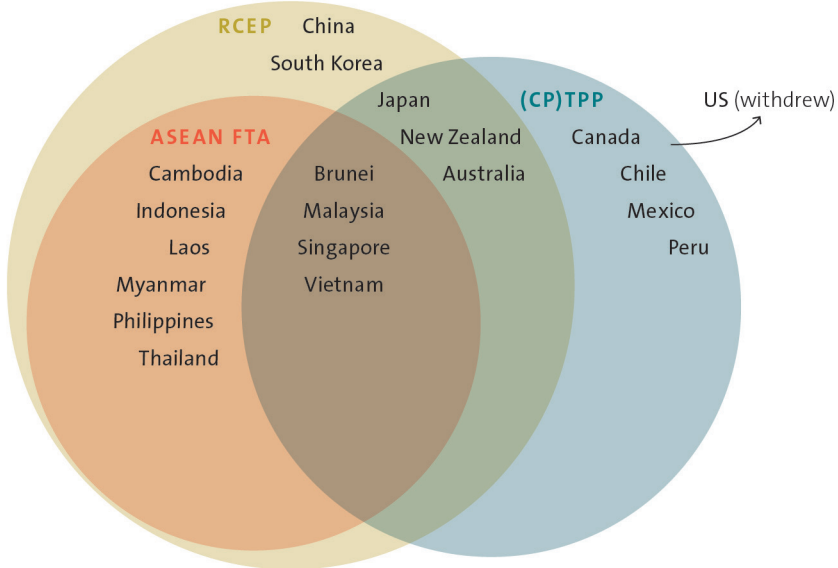 RCEP China
South Korea
Japan (CP)TPP US (withdrew)
ASEAN FTA New Zealand Canada
Cambodia Brunei Australia Chile
Indonesia Malaysia Mexico
Laos Singapore Peru
Myanmar Vietnam
Philippines
Thailand